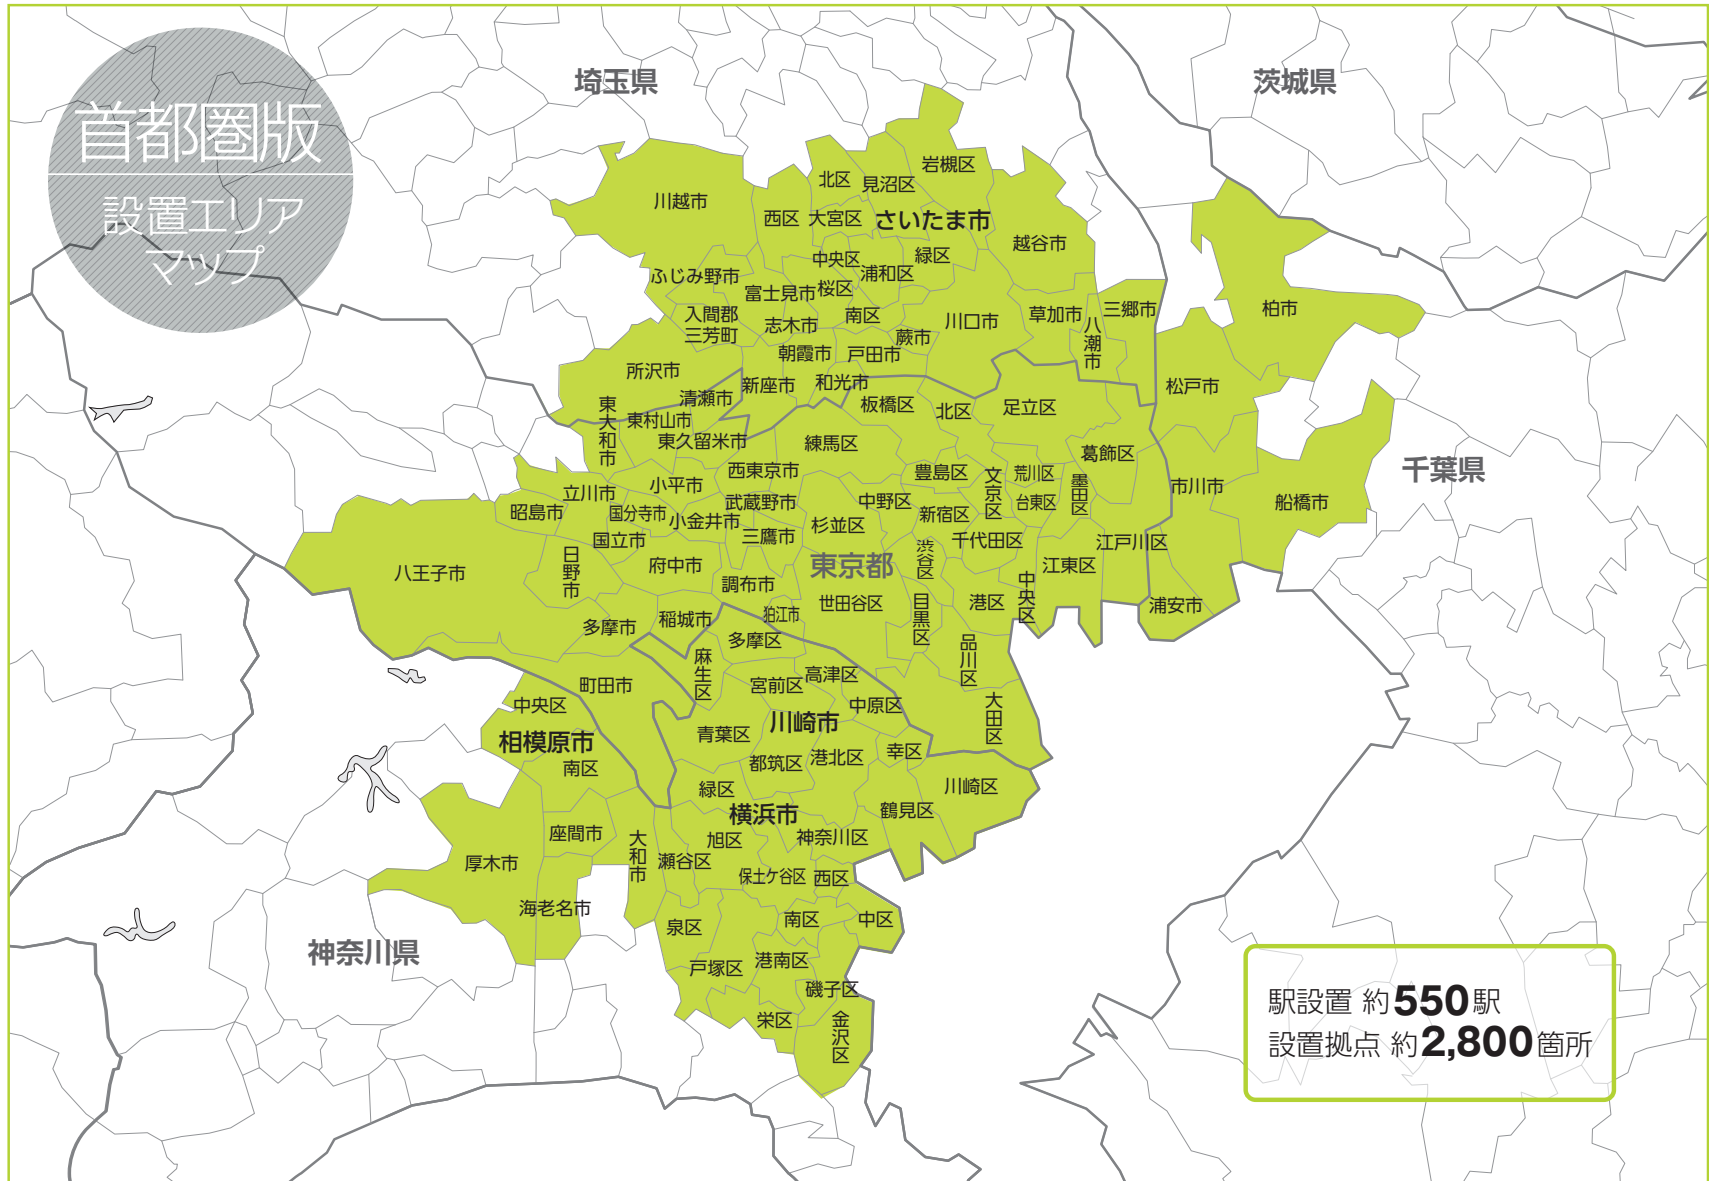 首都圏版
設置エリア
マップ
埼玉県
茨城県
岩槻区
北区
見沼区
川越市
西区
大宮区
さいたま市
越谷市
中央区
緑区
浦和区
ふじみ野市
富士見市
桜区
三郷市
柏市
入間郡
三芳町
志木市
南区
川口市
草加市
八潮市
蕨市
朝霞市
戸田市
所沢市
新座市
和光市
松戸市
清瀬市
板橋区
北区
足立区
東大和市
東村山市
東久留米市
練馬区
葛飾区
千葉県
西東京市
豊島区
文京区
荒川区
墨田区
市川市
船橋市
立川市
小平市
武蔵野市
中野区
台東区
昭島市
国分寺市
小金井市
杉並区
新宿区
国立市
三鷹市
渋谷区
千代田区
江戸川区
八王子市
日野市
府中市
東京都
江東区
調布市
中央区
世田谷区
目黒区
港区
浦安市
多摩市
稲城市
狛江市
多摩区
品川区
麻生区
高津区
町田市
宮前区
中央区
中原区
大田区
川崎市
青葉区
相模原市
幸区
港北区
都筑区
南区
川崎区
緑区
鶴見区
横浜市
座間市
大和市
旭区
神奈川区
厚木市
瀬谷区
保土ケ谷区
西区
海老名市
泉区
南区
中区
神奈川県
戸塚区
港南区
磯子区
栄区
金沢区
駅設置 約550駅
設置拠点 約2,800箇所